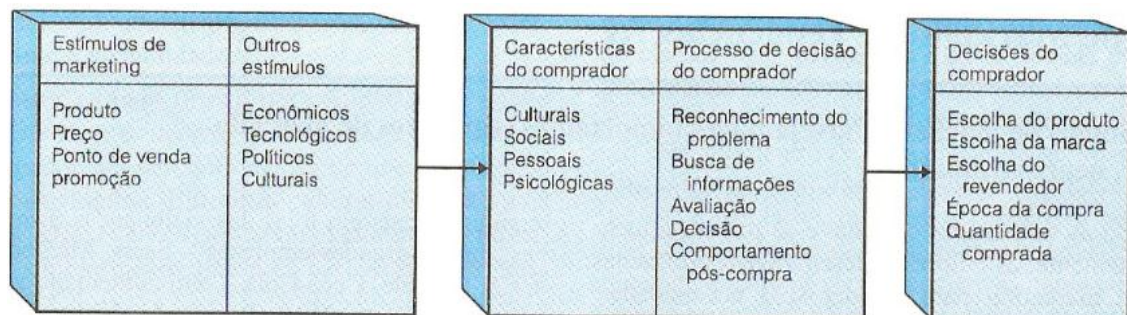 Estímulos de
marketing
Produto
Preço
Ponto de venda
promoção
Outros
estímulos
Econômicos
Tecnológicos
Políticos
Culturais
Características
do comprador
Culturais
Sociais
Pessoais
Psicológicas
Processo de decisão
do comprador
Reconhecimento do
problema
Busca de
informações
Avaliação
Decisão
Comportamento
pós-compra
Decisões do
comprador
Escolha do produto
Escolha da marca
Escolha do
revendedor
Época da compra
Quantidade
comprada